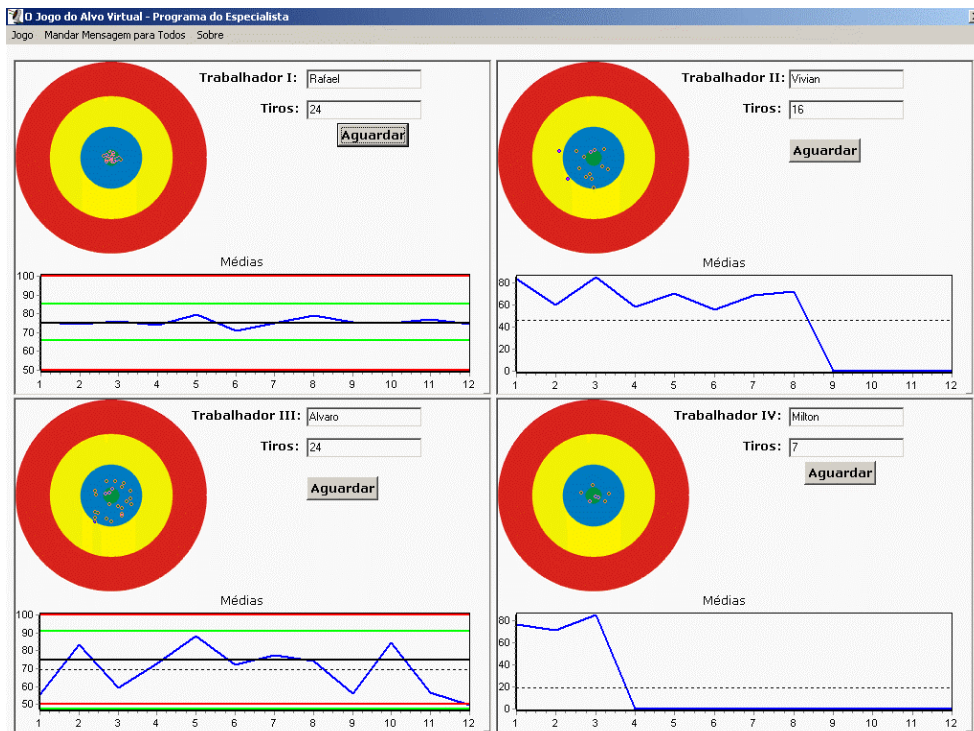 O Jogo do Alvo Virtual - Programa do Especialista
Jogo Mandar Mensagem para Todos Sobre
Trabalhador I: Rafael
Tiros: 24
Aguardar
Médias
100
90
80
70
60
50
1 2 3 4 5 6 7 8 9 10 11 12
Trabalhador II: Vivian
Tiros: 16
Aguardar
Médias
80
60
40
20
0
1 2 3 4 5 6 7 8 9 10 11 12
Trabalhador III: Alvaro
Tiros: 24
Aguardar
Médias
100
90
80
70
60
50
1 2 3 4 5 6 7 8 9 10 11 12
Trabalhador IV: Milton
Tiros: 7
Aguardar
Médias
80
60
40
20
0
1 2 3 4 5 6 7 8 9 10 11 12